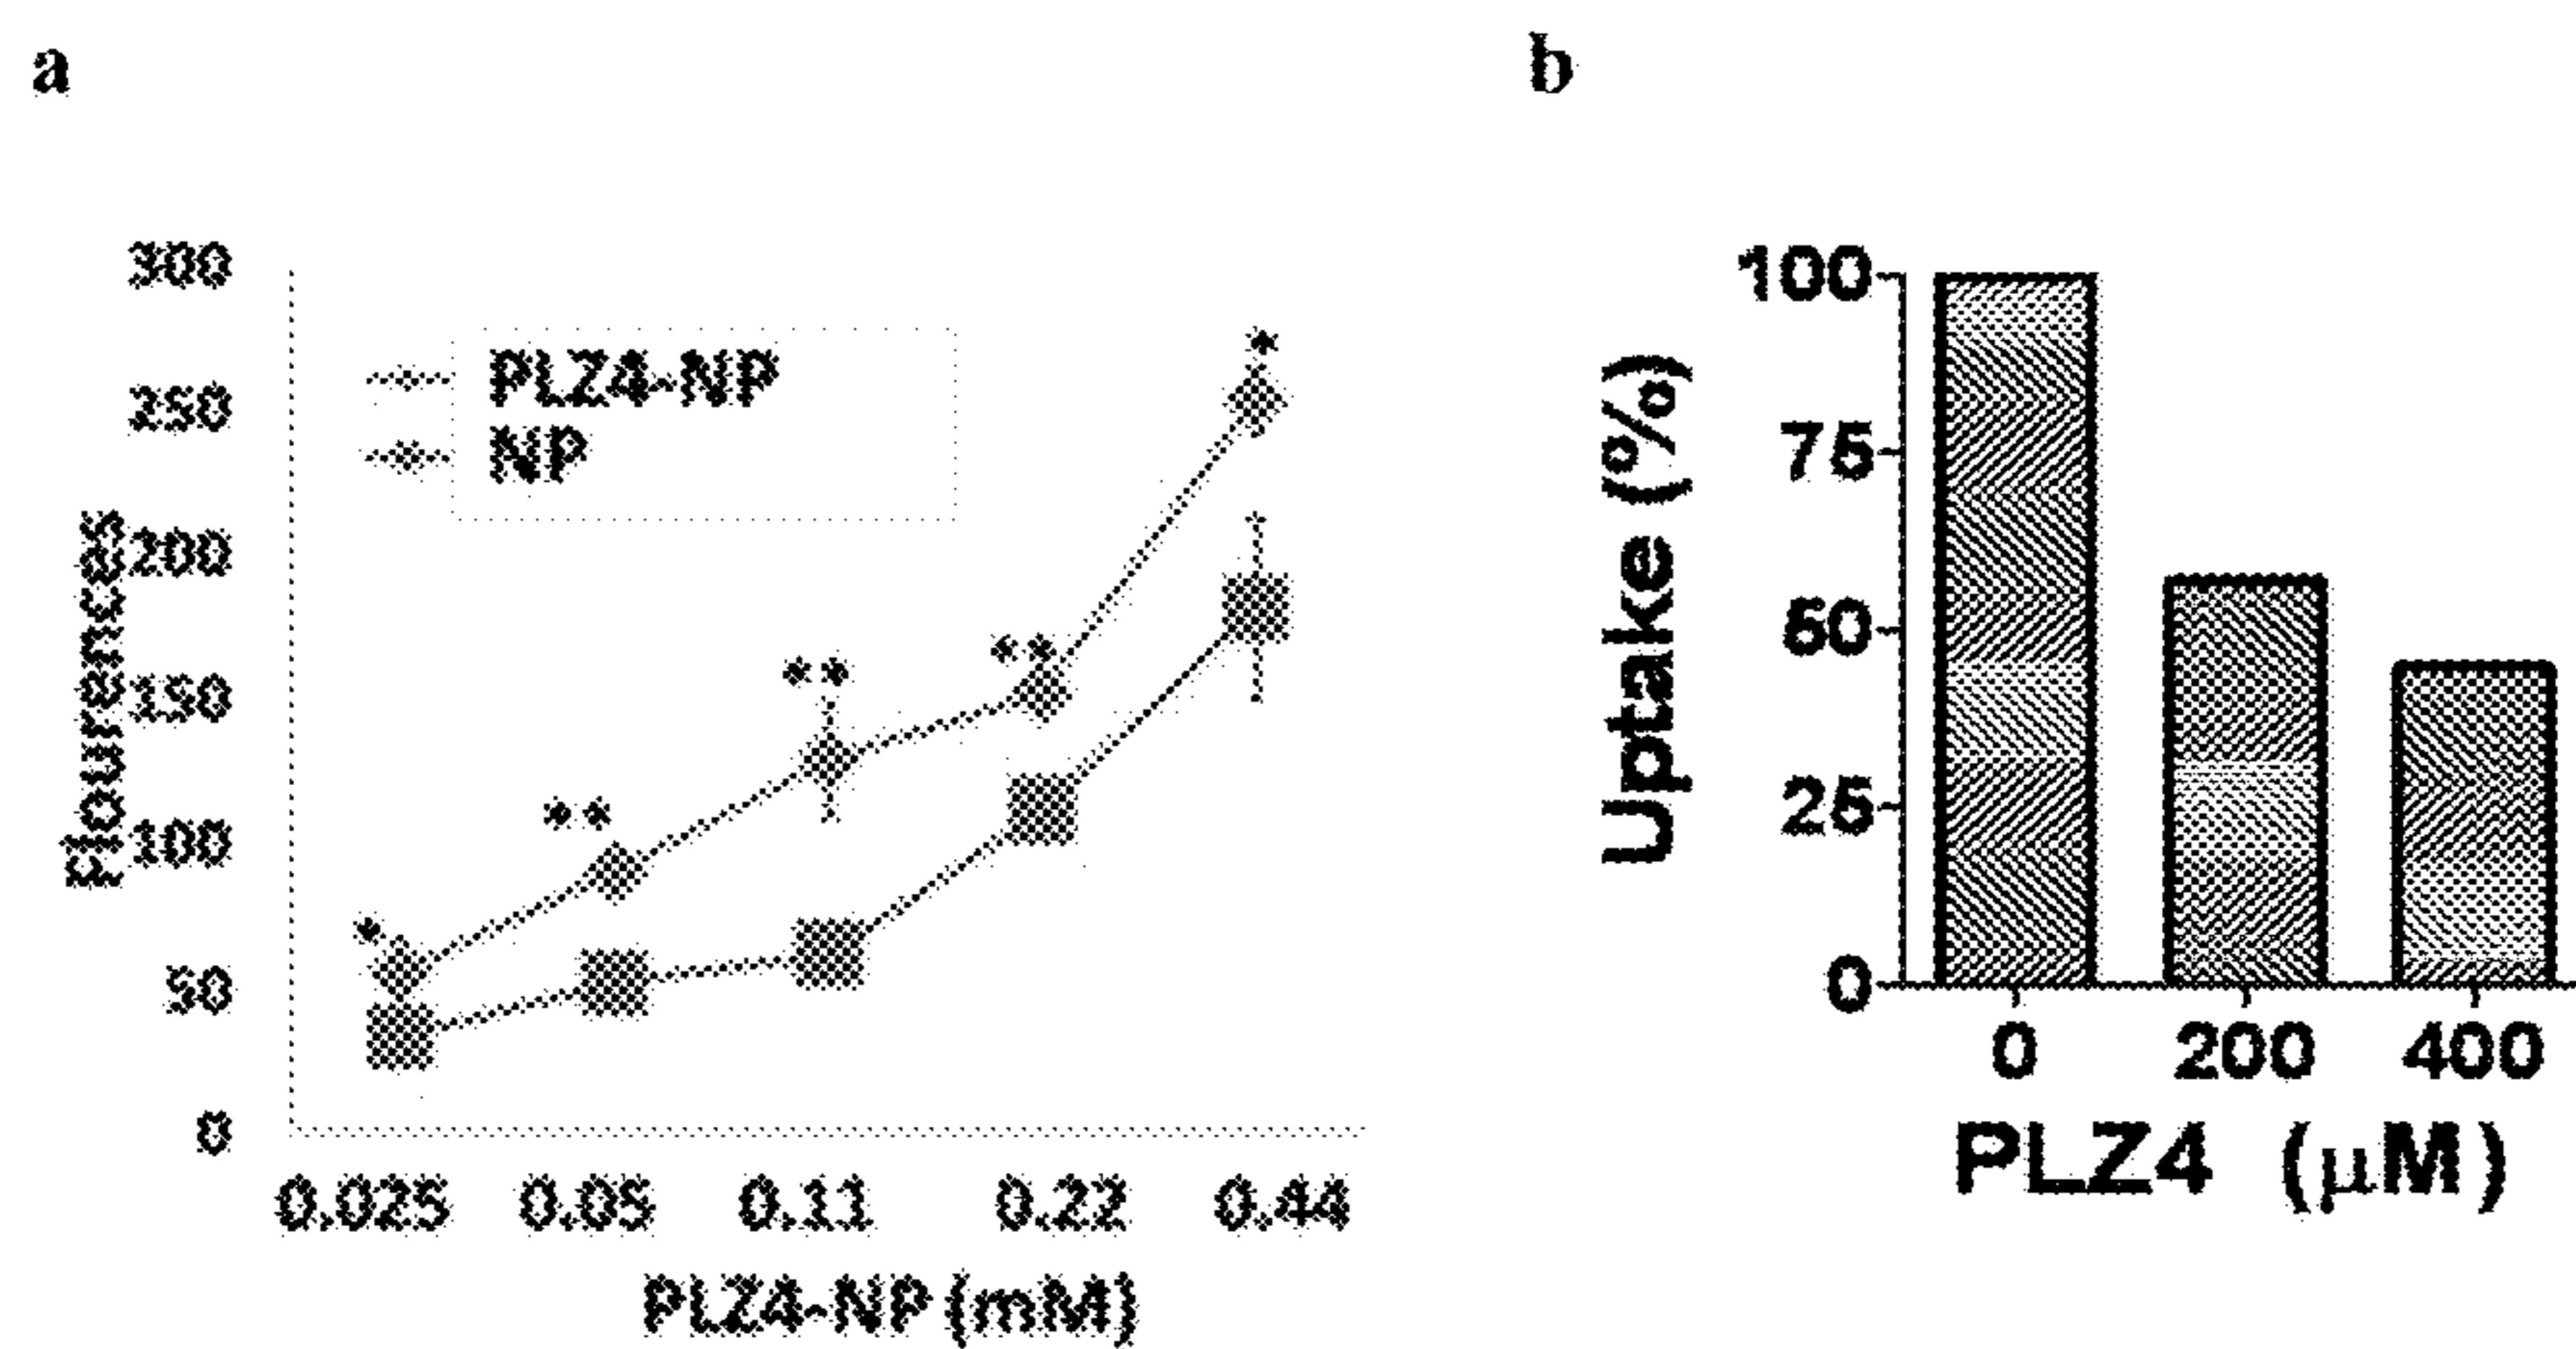 a
300
250
200
150
100
50
0
Flourences
PLZ4-NP
NP
*
**
**
**
*
0.025 0.05 0.11 0.22 0.44
PLZ4-NP (mM)
b
100
75
50
25
0
Uptake (%)
0 200 400
PLZ4 (μM)